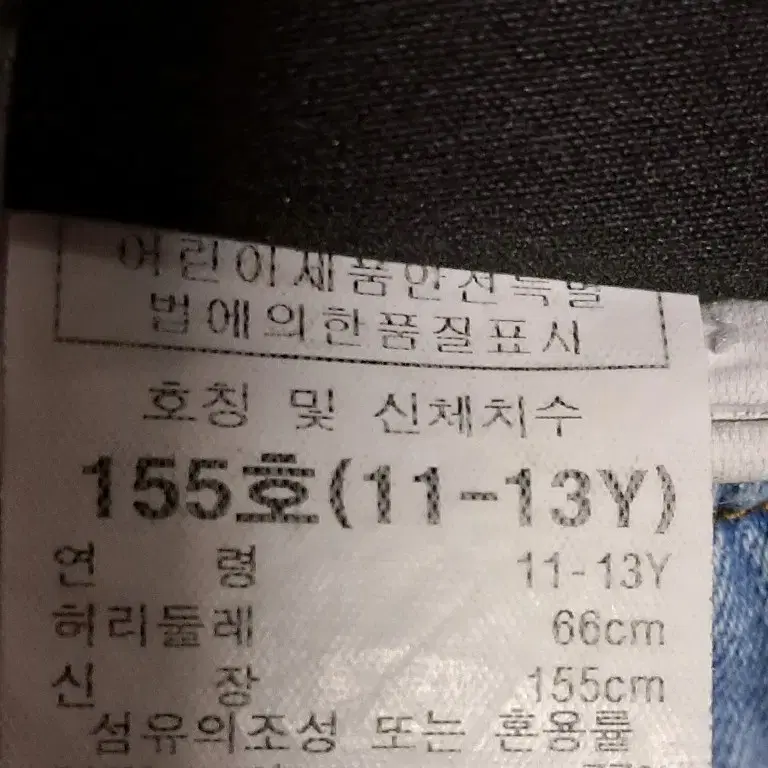 어린이제품안전특별
법에의한품질표시
호칭 및 신체치수
155호(11-13Y)
연 령 11-13Y
허리둘레 66cm
신 장 155cm
섬유의조성 또는 혼용률